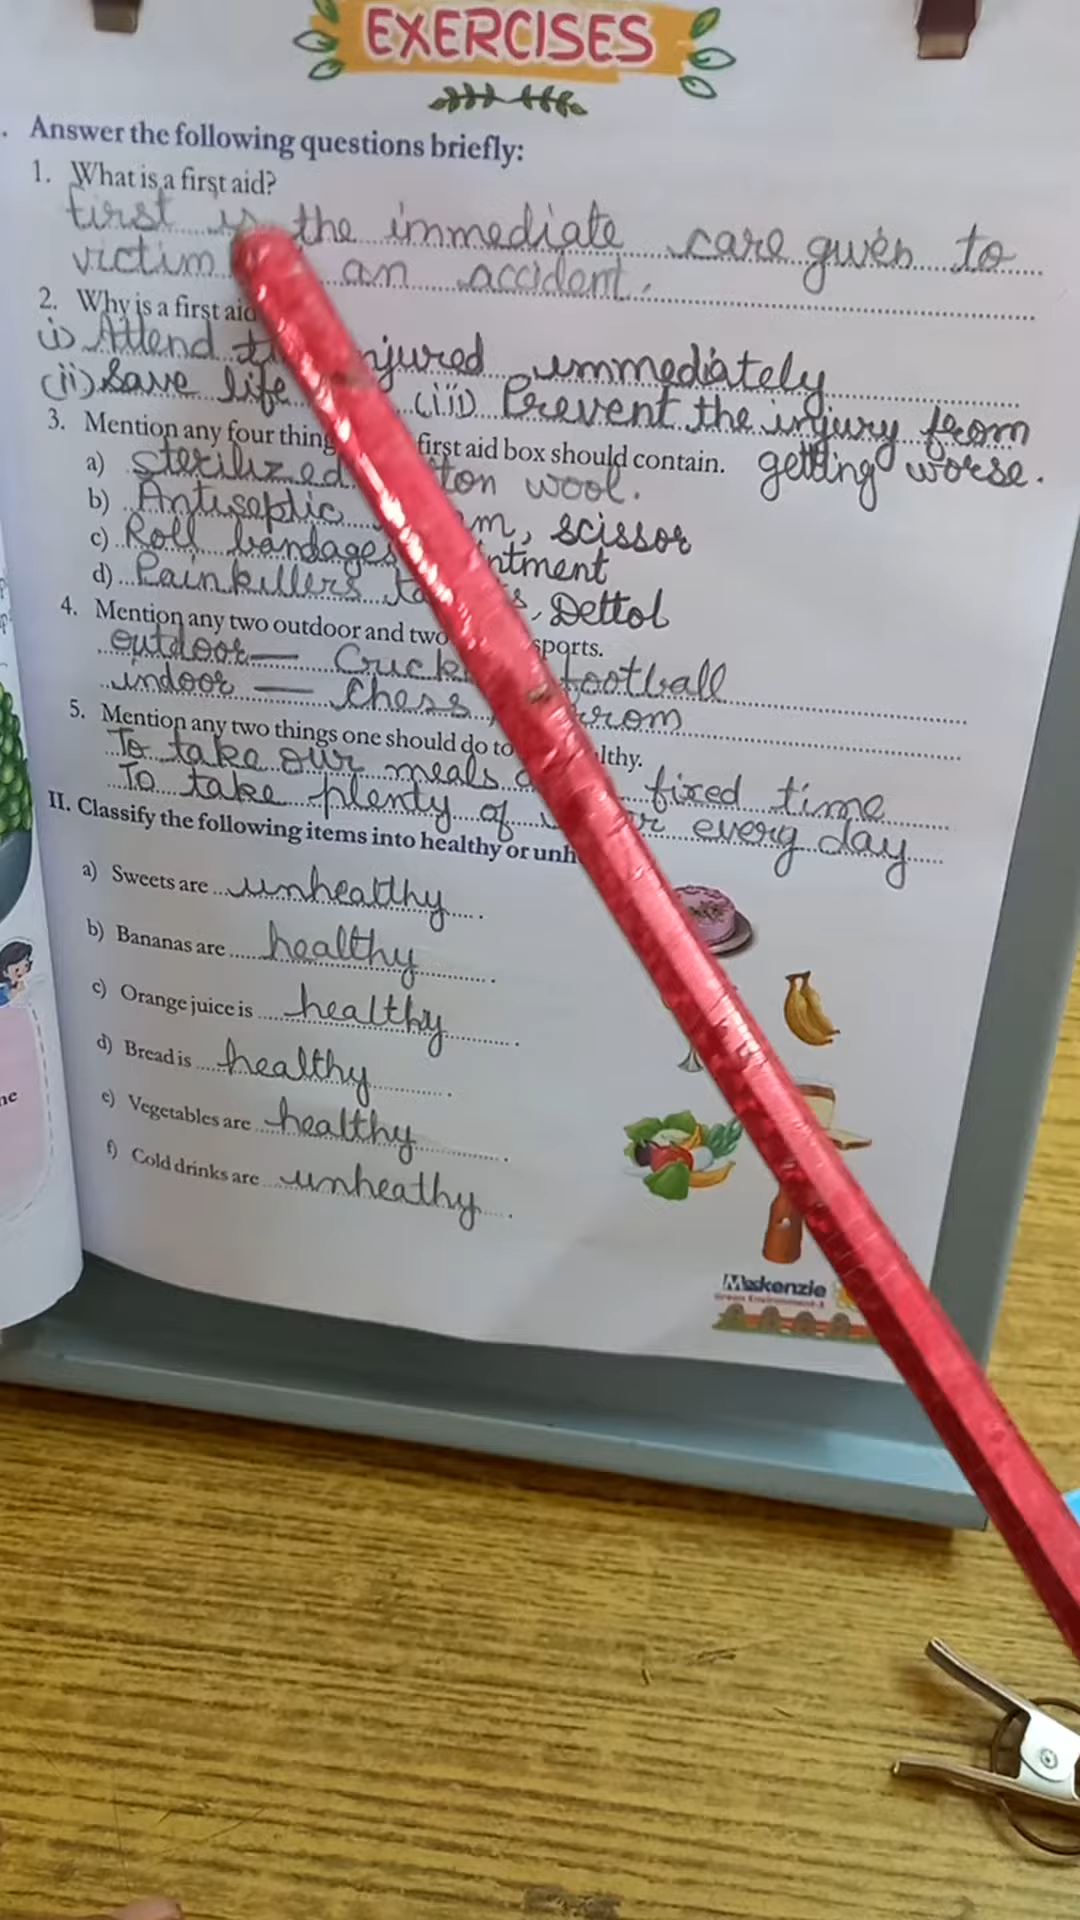 EXERCISES
Answer the following questions briefly:
1. What is a first aid?
First is the immediate care given to
victim an accident.
2. Why is a first aid
(i) Attend njured immediately
(ii) Save life (iii) Prevent the injury from
getting worse.
3. Mention any four thing first aid box should contain.
a) Sterilized tton wool.
b) Antiseptic m, scissor
c) Roll bandages ntment
d) Painkillers s, Dettol
4. Mention any two outdoor and two sports.
outdoor — Crick football
indoor — chess, rrom
5. Mention any two things one should do to lthy.
To take our meals fixed time
To take plenty of r every day
II. Classify the following items into healthy or unh
a) Sweets are unhealthy.
b) Bananas are healthy.
c) Orange juice is healthy.
d) Bread is healthy.
e) Vegetables are healthy.
f) Cold drinks are unheathy.